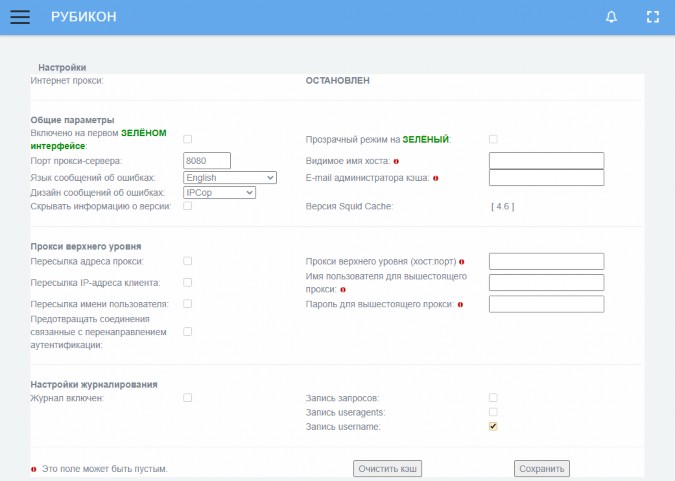 РУБИКОН
Настройки
Интернет прокси: ОСТАНОВЛЕН
Общие параметры
Включено на первом ЗЕЛЁНОМ
интерфейсе: Прозрачный режим на ЗЕЛЁНЫЙ:
Порт прокси-сервера: 8080 Видимое имя хоста:
Язык сообщений об ошибках: English E-mail администратора кэша:
Дизайн сообщений об ошибках: IPCop
Скрывать информацию о версии: Версия Squid Cache: [ 4.6 ]
Прокси верхнего уровня
Пересылка адреса прокси: Прокси верхнего уровня (хост:порт)
Пересылка IP-адреса клиента: Имя пользователя для вышестоящего
прокси:
Пересылка имени пользователя: Пароль для вышестоящего прокси:
Предотвращать соединения
связанные с перенаправлением
аутентификации:
Настройки журналирования
Журнал включен: Запись запросов:
Запись useragents:
Запись username:
Это поле может быть пустым. Очистить кэш Сохранить